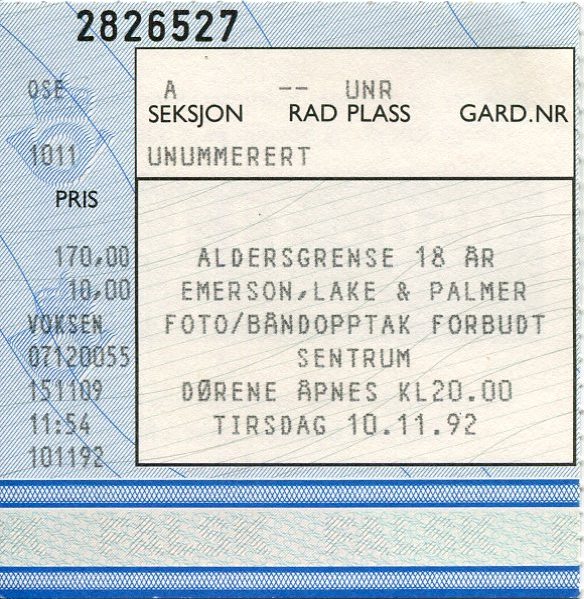 2826527
OSE A -- UNR
SEKSJON RAD PLASS GARD.NR
1011 UNUMMERERT
PRIS
170,00 ALDERSGRENSE 18 ÅR
10,00 EMERSON,LAKE & PALMER
VOKSEN FOTO/BÅNDOPPTAK FORBUDT
07120055 SENTRUM
151109 DØRENE ÅPNES KL20.00
11:54 TIRSDAG 10.11.92
101192